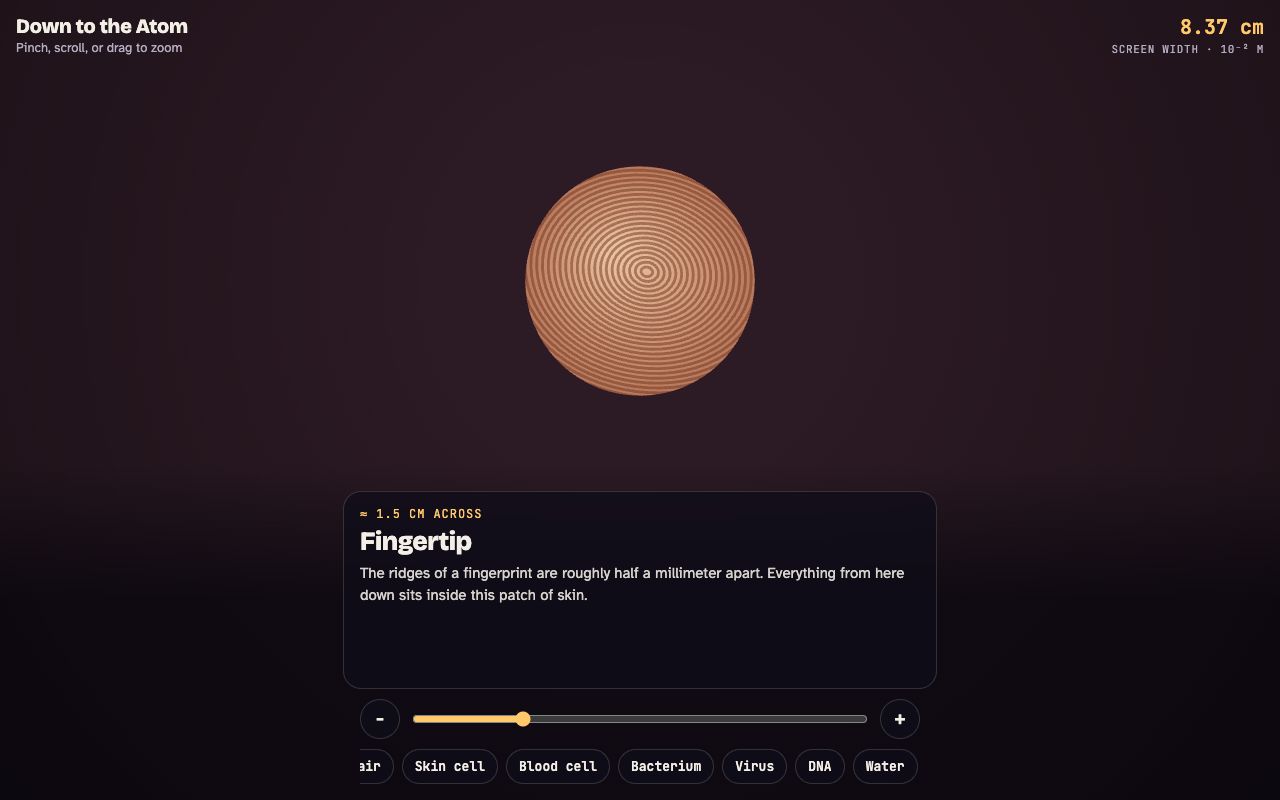 Down to the Atom
Pinch, scroll, or drag to zoom
8.37 cm
SCREEN WIDTH · 10⁻² M
≈ 1.5 CM ACROSS
Fingertip
The ridges of a fingerprint are roughly half a millimeter apart. Everything from here
down sits inside this patch of skin.
-
+
air
Skin cell
Blood cell
Bacterium
Virus
DNA
Water